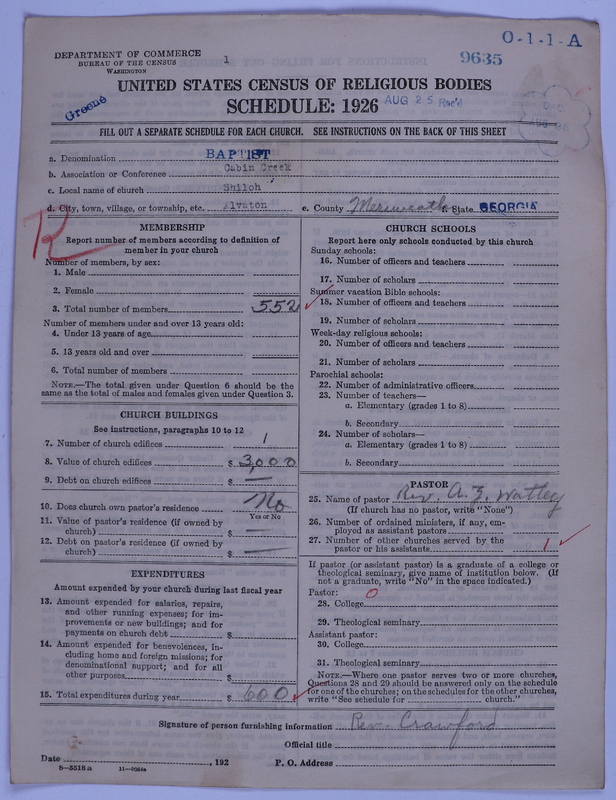 DEPARTMENT OF COMMERCE
BUREAU OF THE CENSUS
WASHINGTON
1
O-1-1-A
9635
UNITED STATES CENSUS OF RELIGIOUS BODIES
SCHEDULE: 1926
AUG 25 Rec'd
Greene
FILL OUT A SEPARATE SCHEDULE FOR EACH CHURCH. SEE INSTRUCTIONS ON THE BACK OF THIS SHEET
a. Denomination BAPTIST
b. Association or Conference Cabin Creek
c. Local name of church Shiloh
d. City, town, village, or township, etc. Alvaton e. County Meriweath f. State GEORGIA
R
MEMBERSHIP
Report number of members according to definition of
member in your church
Number of members, by sex:
1. Male
2. Female
3. Total number of members 552
Number of members under and over 13 years old:
4. Under 13 years of age
5. 13 years old and over
6. Total number of members
NOTE.—The total given under Question 6 should be the
same as the total of males and females given under Question 3.
CHURCH BUILDINGS
See instructions, paragraphs 10 to 12
7. Number of church edifices 1
8. Value of church edifices $ 3,000
9. Debt on church edifices $ —
10. Does church own pastor's residence No
Yes or No
11. Value of pastor's residence (if owned by
church) $ —
12. Debt on pastor's residence (if owned by
church) $ —
EXPENDITURES
Amount expended by your church during last fiscal year
13. Amount expended for salaries, repairs,
and other running expenses; for im-
provements or new buildings; and for
payments on church debt $
14. Amount expended for benevolences, in-
cluding home and foreign missions; for
denominational support; and for all
other purposes $
15. Total expenditures during year $ 600
CHURCH SCHOOLS
Report here only schools conducted by this church
Sunday schools:
16. Number of officers and teachers
17. Number of scholars
Summer vacation Bible schools:
18. Number of officers and teachers
19. Number of scholars
Week-day religious schools:
20. Number of officers and teachers
21. Number of scholars
Parochial schools:
22. Number of administrative officers
23. Number of teachers—
a. Elementary (grades 1 to 8)
b. Secondary
24. Number of scholars—
a. Elementary (grades 1 to 8)
b. Secondary
PASTOR
25. Name of pastor Rev. A. Z. Watley
(If church has no pastor, write "None")
26. Number of ordained ministers, if any, em-
ployed as assistant pastors
27. Number of other churches served by the
pastor or his assistants 1
If pastor (or assistant pastor) is a graduate of a college or
theological seminary, give name of institution below. (If
not a graduate, write "No" in the space indicated.)
Pastor: 0
28. College
29. Theological seminary
Assistant pastor:
30. College
31. Theological seminary
NOTE.—Where one pastor serves two or more churches,
Questions 28 and 29 should be answered only on the schedule
for one of the churches; on the schedules for the other churches,
write "See schedule for church."
Signature of person furnishing information Rev. Crawford
Official title
Date , 192 P. O. Address
8—5518a 11—9054a